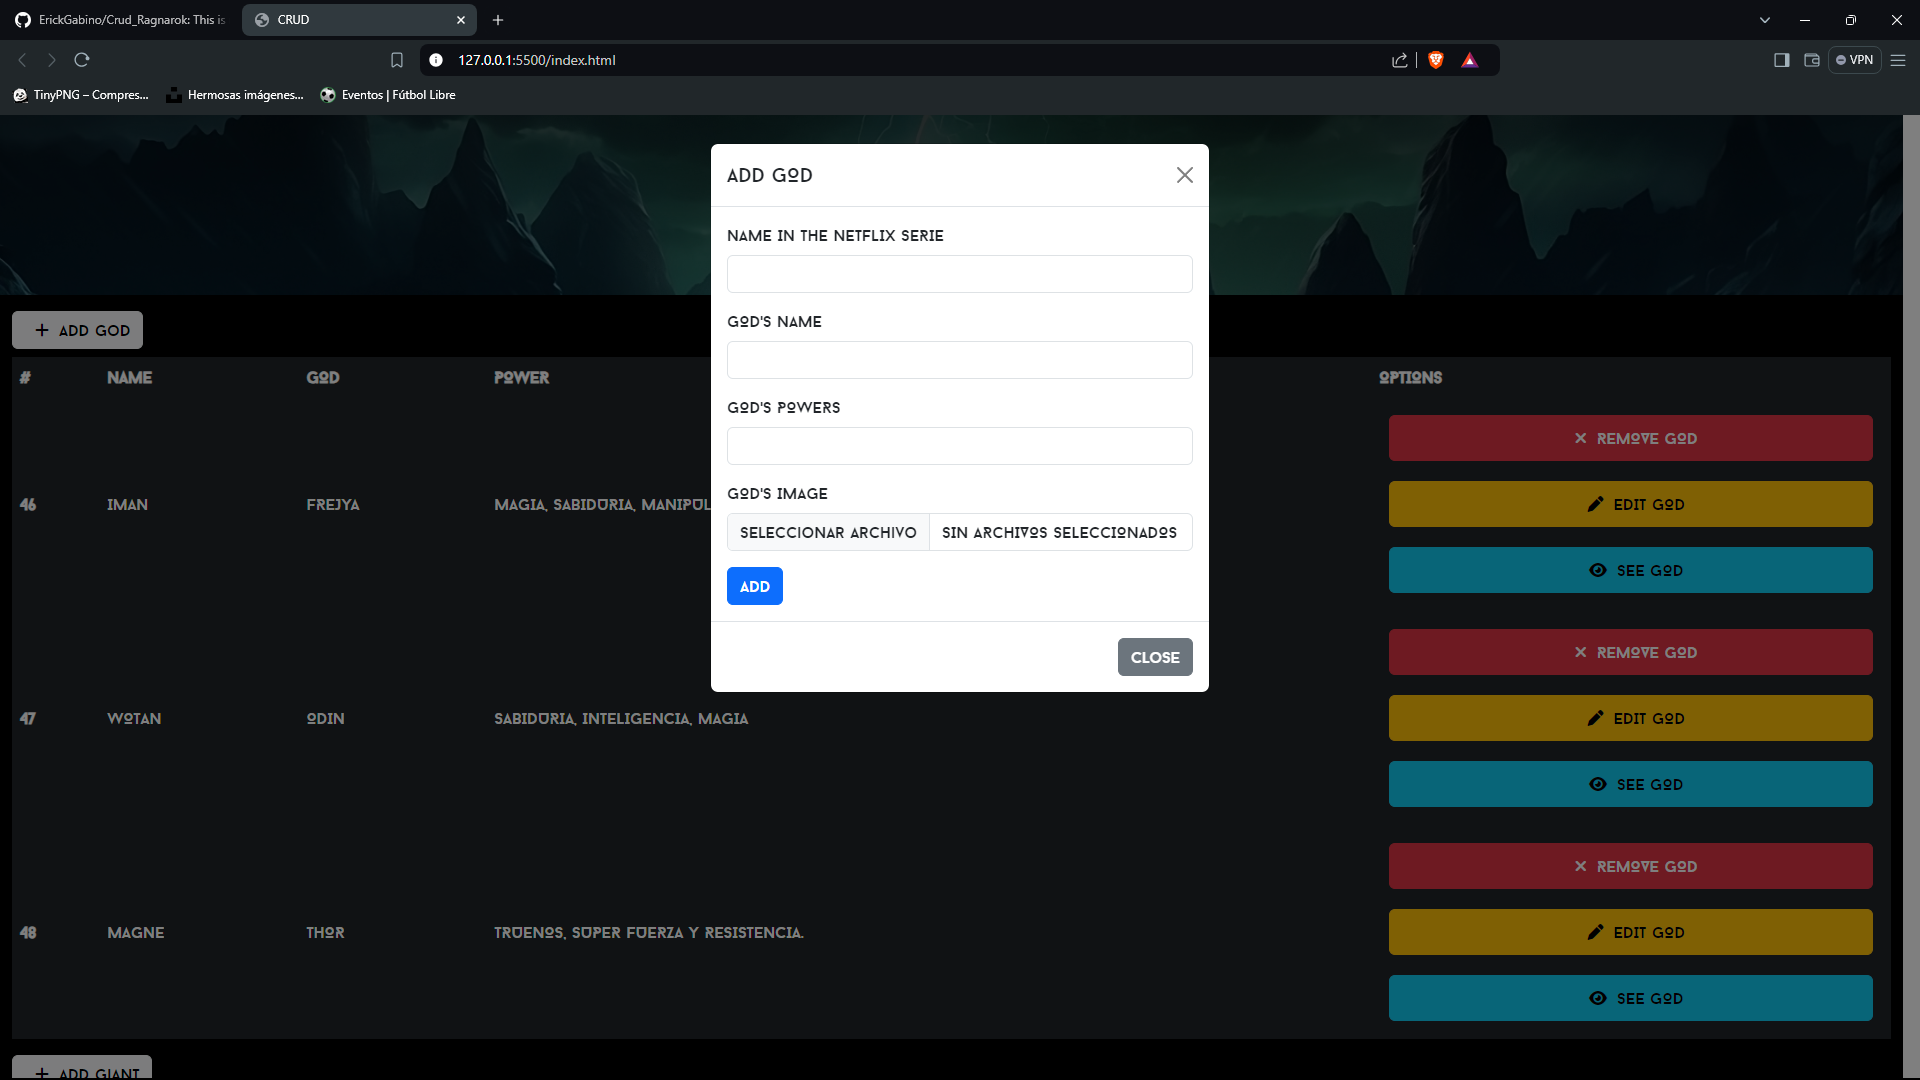 ErickGabino/Crud_Ragnarok: This is
CRUD
127.0.0.1:5500/index.html
VPN
TinyPNG – Compres...
Hermosas imágenes...
Eventos | Fútbol Libre
ADD GOD
NAME IN THE NETFLIX SERIE
GOD'S NAME
GOD'S POWERS
GOD'S IMAGE
SELECCIONAR ARCHIVO SIN ARCHIVOS SELECCIONADOS
ADD
CLOSE
+ ADD GOD
# NAME GOD POWER OPTIONS
REMOVE GOD
46 IMAN FREJYA MAGIA, SABIDURIA, MANIPUL
EDIT GOD
SEE GOD
REMOVE GOD
47 WOTAN ODIN SABIDURIA, INTELIGENCIA, MAGIA
EDIT GOD
SEE GOD
REMOVE GOD
48 MAGNE THOR TRUENOS, SUPER FUERZA Y RESISTENCIA.
EDIT GOD
SEE GOD
+ ADD GIANT